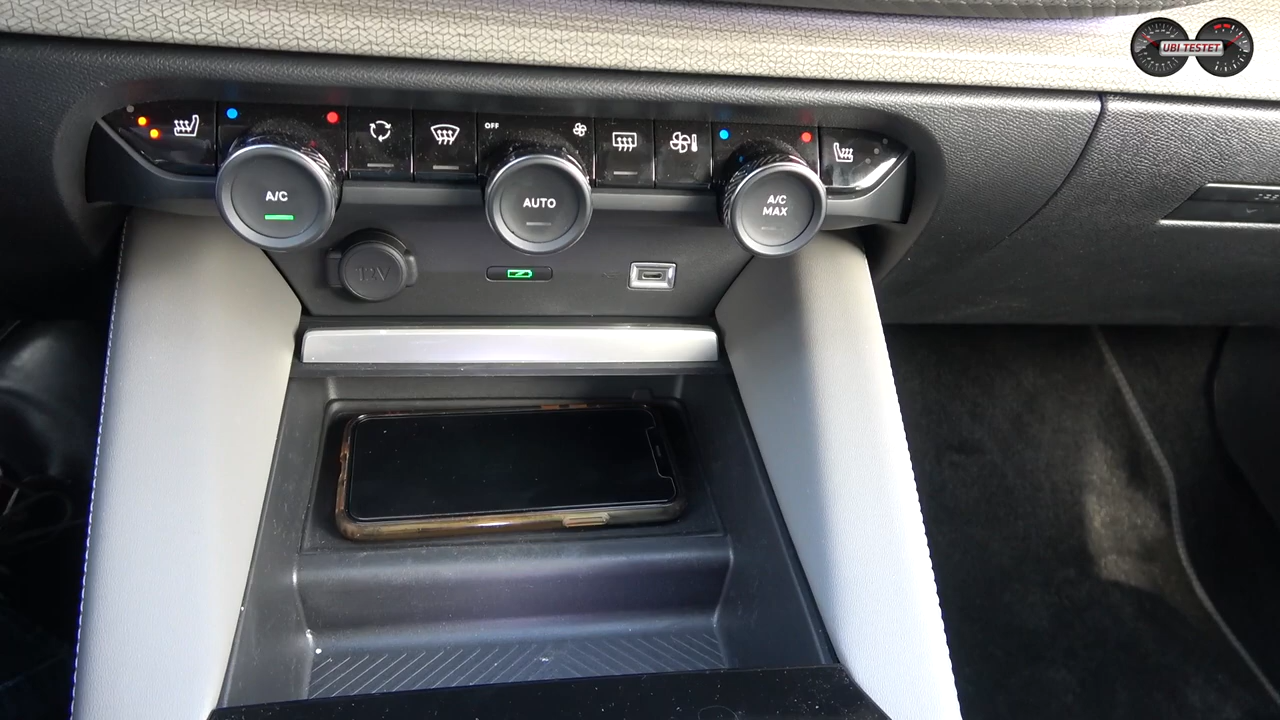 UBI TESTET
OFF
A/C
AUTO
A/C
MAX
12V